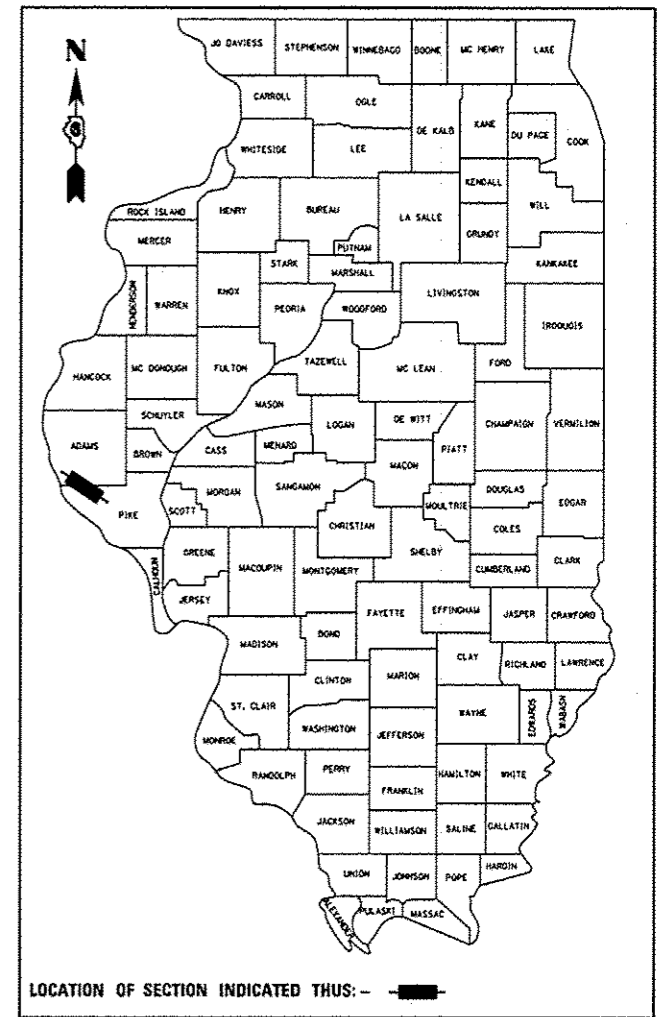 JO DAVIESS STEPHENSON WINNEBAGO BOONE MC HENRY LAKE
N
CARROLL OGLE DE KALB KANE DU PAGE COOK
WHITESIDE LEE KENDALL WILL
ROCK ISLAND HENRY BUREAU LA SALLE GRUNDY
MERCER PUTNAM KANKAKEE
STARK MARSHALL
HENDERSON WARREN KNOX PEORIA WOODFORD LIVINGSTON IROQUOIS
HANCOCK MC DONOUGH FULTON TAZEWELL MC LEAN FORD
SCHUYLER MASON LOGAN DE WITT CHAMPAIGN VERMILION
ADAMS BROWN CASS MENARD MACON PIATT
PIKE SCOTT MORGAN SANGAMON CHRISTIAN MOULTRIE DOUGLAS EDGAR
COLES
GREENE MACOUPIN MONTGOMERY SHELBY CUMBERLAND CLARK
CALHOUN JERSEY FAYETTE EFFINGHAM JASPER CRAWFORD
MADISON BOND CLAY RICHLAND LAWRENCE
CLINTON MARION
ST. CLAIR WASHINGTON JEFFERSON WAYNE EDWARDS WABASH
MONROE
RANDOLPH PERRY HAMILTON WHITE
FRANKLIN
JACKSON WILLIAMSON SALINE GALLATIN
UNION JOHNSON POPE HARDIN
ALEXANDER PULASKI MASSAC
LOCATION OF SECTION INDICATED THUS: -